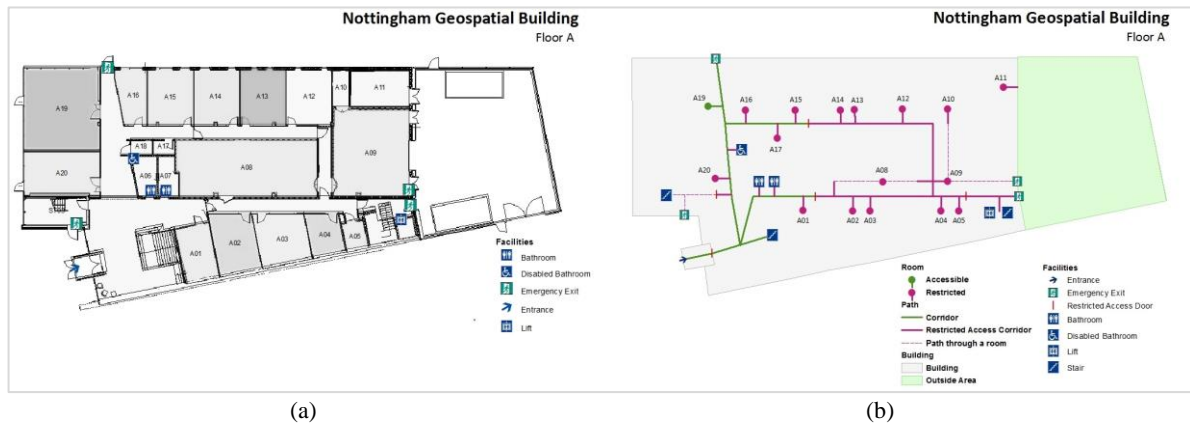 Nottingham Geospatial Building
Floor A
A19
A16
A15
A14
A13
A12
A10
A11
A18
A17
A20
A06
A07
A08
A09
A01
A02
A03
A04
A05
Facilities
Bathroom
Disabled Bathroom
Emergency Exit
Entrance
Lift
(a)
Nottingham Geospatial Building
Floor A
A11
A19
A16
A15
A14
A13
A12
A10
A17
A20
A08
A09
A01
A02
A03
A04
A05
Room
Accessible
Restricted
Path
Corridor
Restricted Access Corridor
Path through a room
Building
Building
Outside Area
Facilities
Entrance
Emergency Exit
Restricted Access Door
Bathroom
Disabled Bathroom
Lift
Stair
(b)